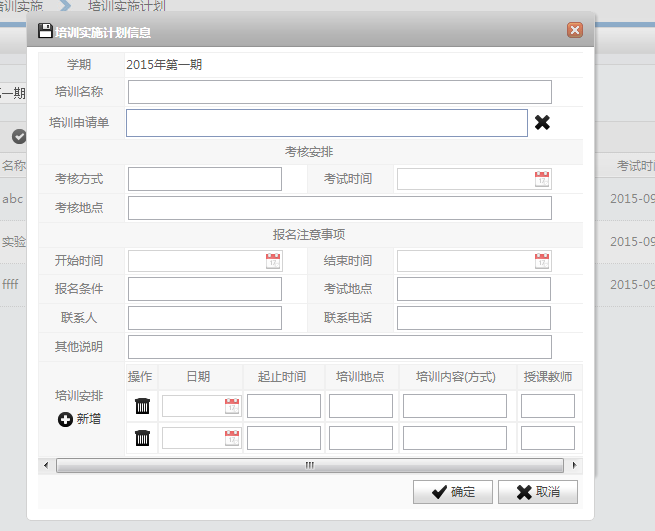 培训实施 培训实施计划
培训实施计划信息
学期 2015年第一期
培训名称
一期
培训申请单
考核安排
名称 考核方式 考试时间 考试时
abc 考核地点 2015-09
报名注意事项
实验 开始时间 结束时间 2015-09
ffff 报名条件 考试地点 2015-09
联系人 联系电话
其他说明
操作 日期 起止时间 培训地点 培训内容(方式) 授课教师
培训安排
新增
确定 取消